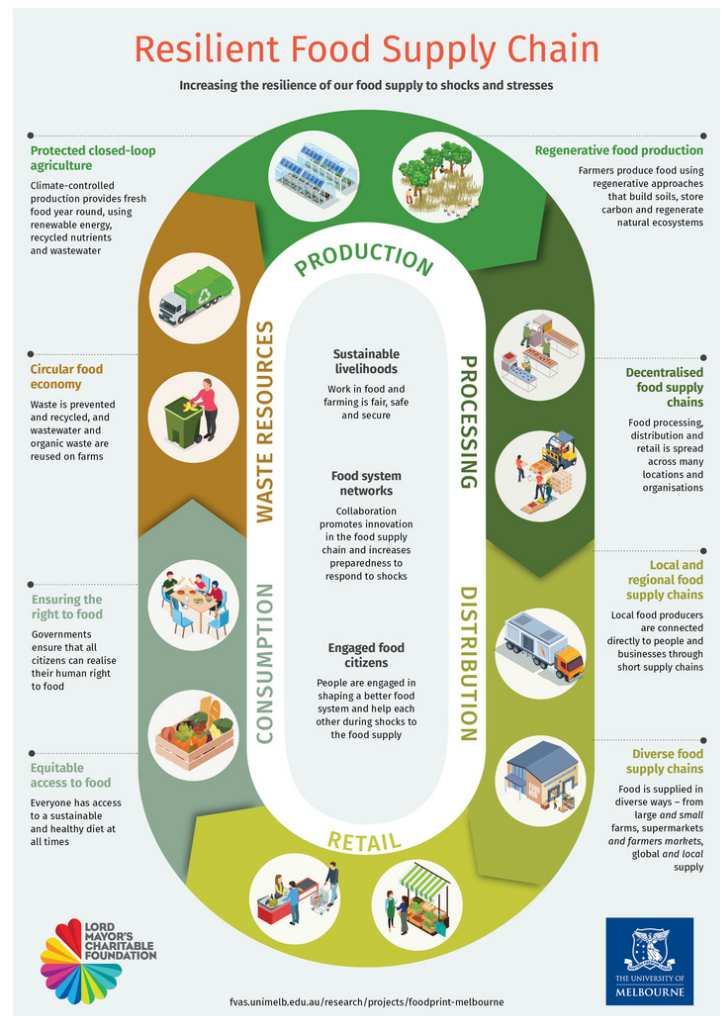 Resilient Food Supply Chain
Increasing the resilience of our food supply to shocks and stresses
Protected closed-loop
agriculture
Climate-controlled
production provides fresh
food year round, using
renewable energy,
recycled nutrients
and wastewater
Regenerative food production
Farmers produce food using
regenerative approaches
that build soils, store
carbon and regenerate
natural ecosystems
PRODUCTION
Circular food
economy
Waste is prevented
and recycled, and
wastewater and
organic waste are
reused on farms
WASTE RESOURCES
Sustainable
livelihoods
Work in food and
farming is fair, safe
and secure
PROCESSING
Decentralised
food supply
chains
Food processing,
distribution and
retail is spread
across many
locations and
organisations
Food system
networks
Collaboration
promotes innovation
in the food supply
chain and increases
preparedness to
respond to shocks
Ensuring the
right to food
Governments
ensure that all
citizens can realise
their human right
to food
CONSUMPTION
Engaged food
citizens
People are engaged in
shaping a better food
system and help each
other during shocks to
the food supply
DISTRIBUTION
Local and
regional food
supply chains
Local food producers
are connected
directly to people and
businesses through
short supply chains
Equitable
access to food
Everyone has access
to a sustainable
and healthy diet at
all times
Diverse food
supply chains
Food is supplied in
diverse ways – from
large and small
farms, supermarkets
and farmers markets,
global and local
supply
RETAIL
LORD
MAYOR'S
CHARITABLE
FOUNDATION
fvas.unimelb.edu.au/research/projects/foodprint-melbourne
THE UNIVERSITY OF
MELBOURNE